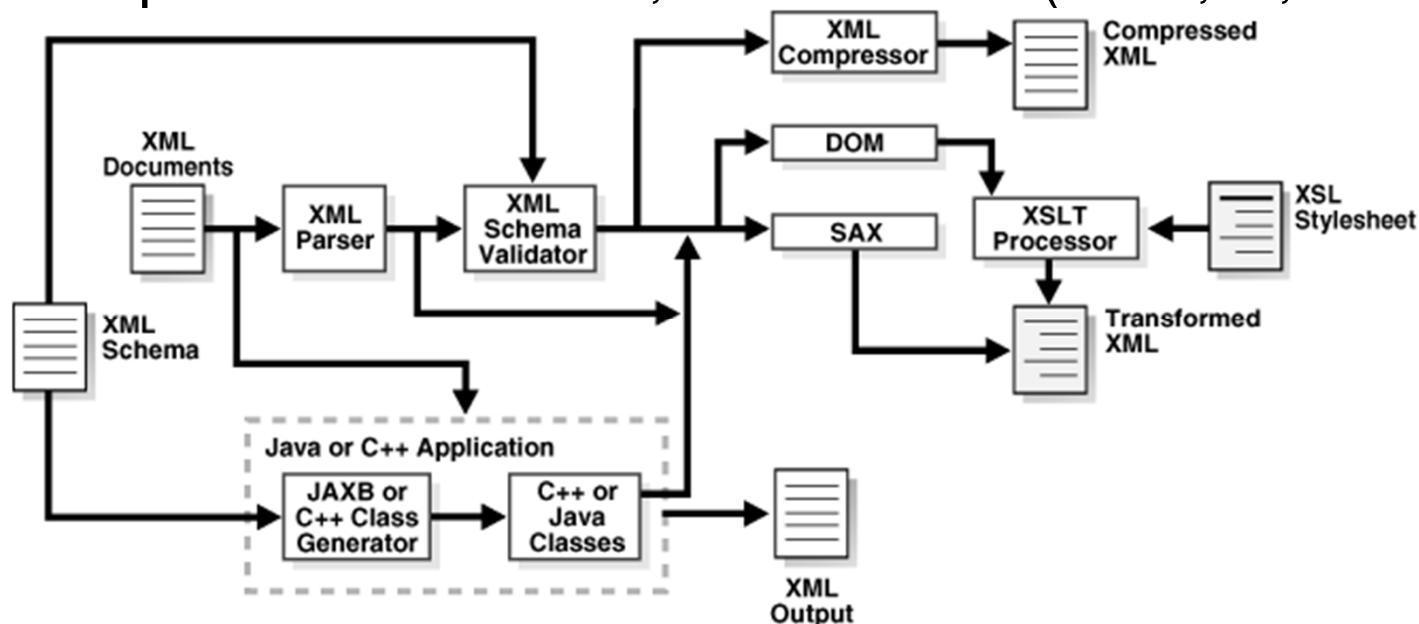 XML
Compressor
Compressed
XML
XML
Documents
DOM
XML
Parser
XML
Schema
Validator
SAX
XSLT
Processor
XSL
Stylesheet
XML
Schema
Transformed
XML
Java or C++ Application
JAXB or
C++ Class
Generator
C++ or
Java
Classes
XML
Output